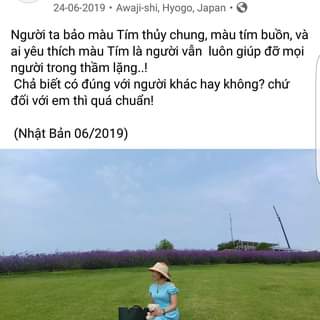 24-06-2019 • Awaji-shi, Hyogo, Japan •
Người ta bảo màu Tím thủy chung, màu tím buồn, và
ai yêu thích màu Tím là người vẫn luôn giúp đỡ mọi
người trong thầm lặng..!
Chả biết có đúng với người khác hay không? chứ
đối với em thì quá chuẩn!
(Nhật Bản 06/2019)